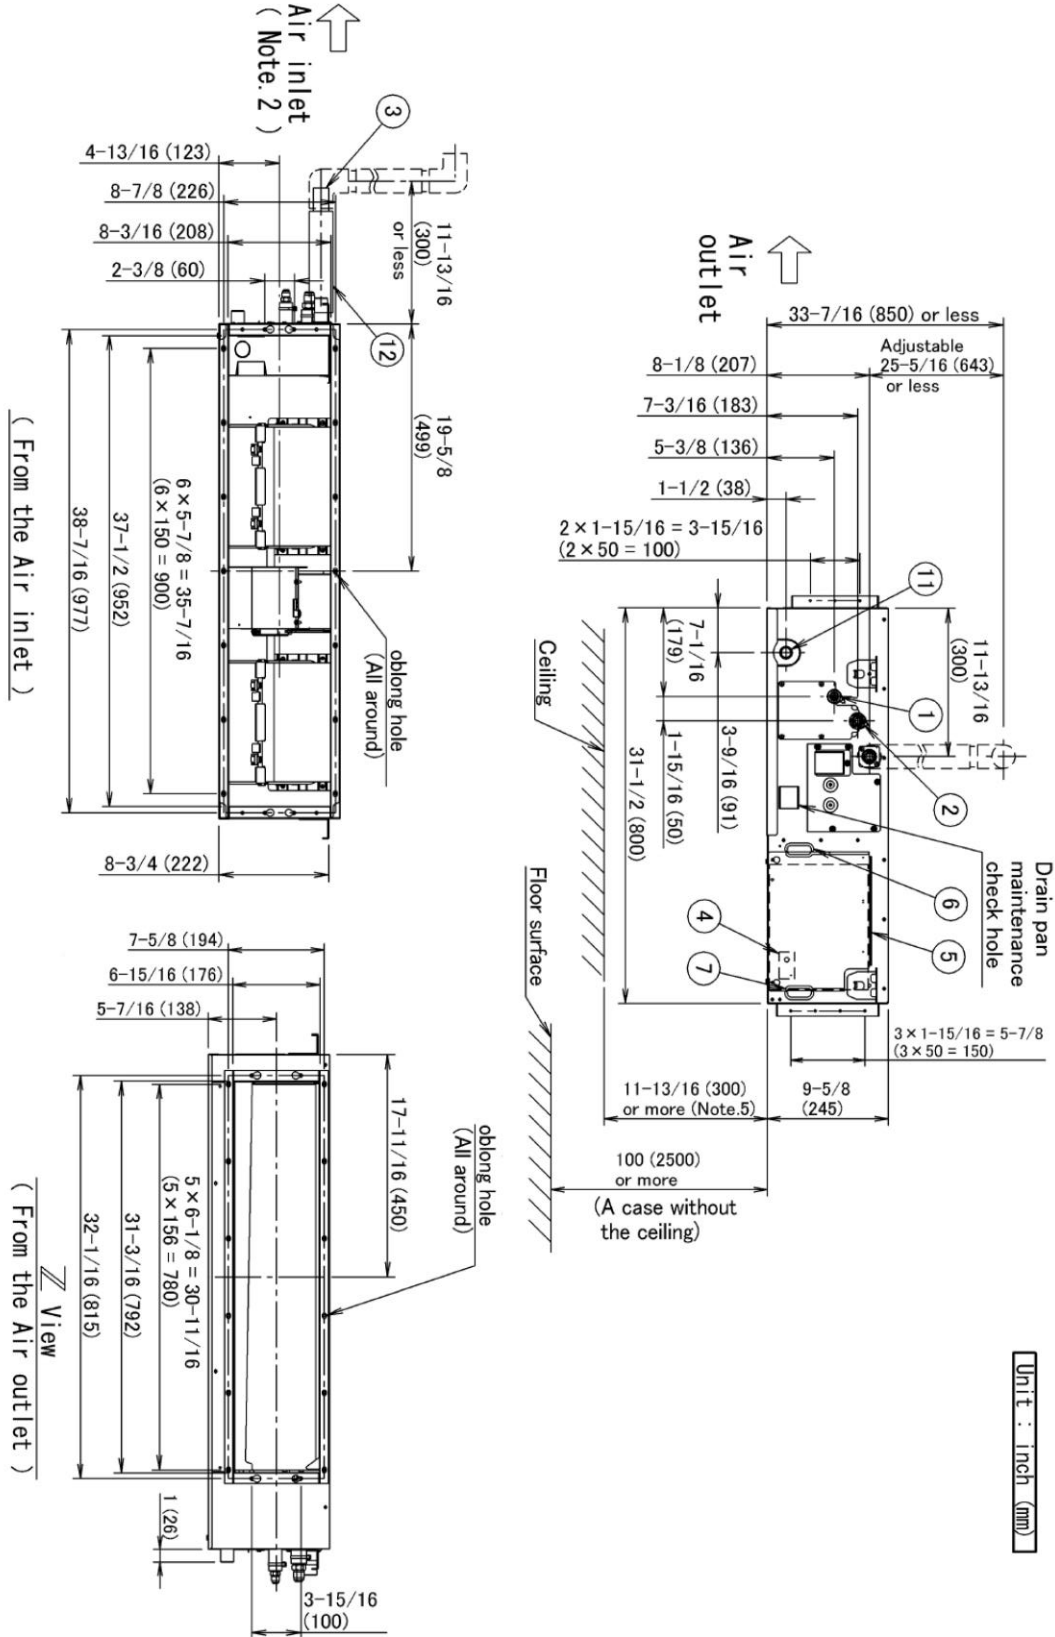 Air inlet
( Note. 2 )
3
4-13/16 (123)
8-7/8 (226)
8-3/16 (208)
2-3/8 (60)
11-13/16
(300)
or less
12
19-5/8
(499)
6×5-7/8 = 35-7/16
(6×150 = 900)
37-1/2 (952)
38-7/16 (977)
oblong hole
(All around)
8-3/4 (222)
( From the Air inlet )
Air
outlet
33-7/16 (850) or less
Adjustable
25-5/16 (643)
or less
8-1/8 (207)
7-3/16 (183)
5-3/8 (136)
1-1/2 (38)
2×1-15/16 = 3-15/16
(2×50 = 100)
11
11-13/16
(300)
7-1/16
(179)
1
3-9/16 (91)
1-15/16 (50)
2
31-1/2 (800)
Drain pan
maintenance
check hole
6
5
4
7
Ceiling
Floor surface
3×1-15/16 = 5-7/8
(3×50 = 150)
11-13/16 (300)
or more (Note.5)
9-5/8
(245)
100 (2500)
or more
(A case without
the ceiling)
7-5/8 (194)
6-15/16 (176)
5-7/16 (138)
17-11/16 (450)
oblong hole
(All around)
5×6-1/8 = 30-11/16
(5×156 = 780)
31-3/16 (792)
32-1/16 (815)
1 (26)
3-15/16
(100)
Z View
( From the Air outlet )
Unit : inch (mm)